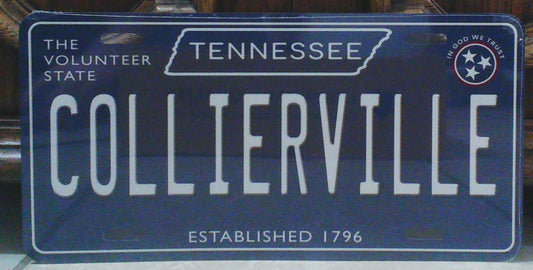 THE
VOLUNTEER
STATE
TENNESSEE
IN GOD WE TRUST
COLLIERVILLE
ESTABLISHED 1796